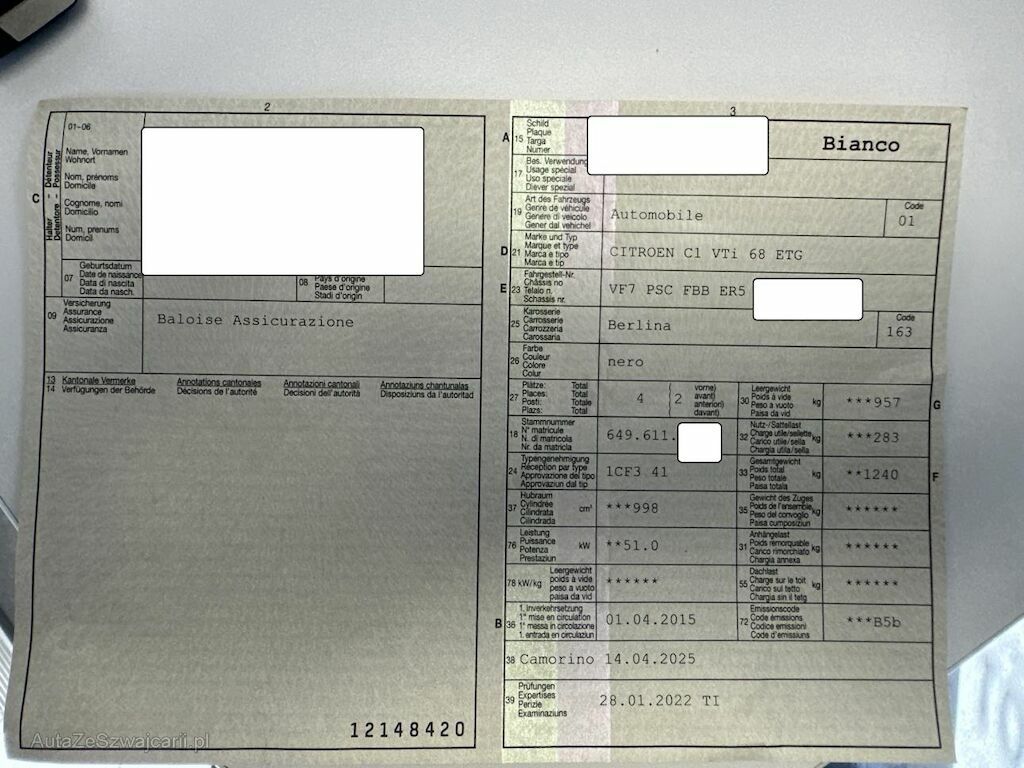 2
01-06
C
Halter - Détenteur
Detentore - Possessur
Name, Vornamen
Wohnort
Nom, prénoms
Domicile
Cognome, nomi
Domicilio
Num, prenums
Domicil
07
Geburtsdatum
Date de naissance
Data di nascita
Data da nasch.
08
Pays d'origine
Paese d'origine
Stadi d'origin
09
Versicherung
Assurance
Assicurazione
Assicuranza
Baloise Assicurazione
13
14
Kantonale Vermerke
Verfügungen der Behörde
Annotations cantonales
Décisions de l'autorité
Annotazioni cantonali
Decisioni dell'autorità
Annotaziuns chantunalas
Disposiziuns da l'autoritad
12148420
3
A 15
Schild
Plaque
Targa
Numer
Bianco
17
Bes. Verwendung
Usage spécial
Uso speciale
Diever spezial
19
Art des Fahrzeugs
Genre de véhicule
Genere di veicolo
Gener dal vehichel
Automobile
Code
01
D 21
Marke und Typ
Marque et type
Marca e tipo
Marca e tip
CITROEN C1 VTi 68 ETG
E 23
Fahrgestell-Nr.
Châssis no
Telaio n.
Schassis nr.
VF7 PSC FBB ER5
25
Karosserie
Carrosserie
Carrozzeria
Carossaria
Berlina
Code
163
26
Farbe
Couleur
Colore
Colur
nero
27
Plätze: Total
Places: Total
Posti: Totale
Plazs: Total
4
2
vorne)
avant)
anteriori)
davant)
30
Leergewicht
Poids à vide
Peso a vuoto
Paisa da vid
kg
***957
G
18
Stammnummer
N° matricule
N. di matricola
Nr. da matricla
649.611.
32
Nutz-/Sattellast
Charge utile/sellette
Carico utile/sella
Chargia utila/sella
kg
***283
24
Typengenehmigung
Réception par type
Approvazione del tipo
Approvaziun dal tip
1CF3 41
33
Gesamtgewicht
Poids total
Peso totale
Paisa totala
kg
**1240
F
37
Hubraum
Cylindrée
Cilindrata
Cilindrada
cm³
***998
35
Gewicht des Zuges
Poids de l'ensemble
Peso del convoglio
Paisa cumposiziun
kg
******
76
Leistung
Puissance
Potenza
Prestaziun
kW
**51.0
31
Anhängelast
Poids remorquable
Carico rimorchiato
Chargia annexa
kg
******
78 kW/kg
Leergewicht
poids à vide
peso a vuoto
paisa da vid
******
55
Dachlast
Charge sur le toit
Carico sul tetto
Chargia sin il tetg
kg
******
B 36
1. Inverkehrsetzung
1re mise en circulation
1a messa in circolazione
1. entrada en circulaziun
01.04.2015
72
Emissionscode
Code émissions
Codice emissioni
Code d'emissiuns
***B5b
38
Camorino 14.04.2025
39
Prüfungen
Expertises
Perizie
Examinaziuns
28.01.2022 TI
AutaZeSzwajcarii.pl